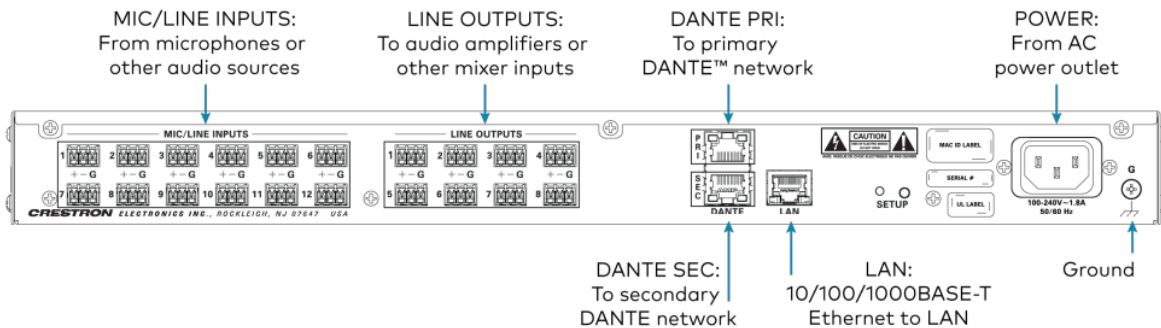 MIC/LINE INPUTS:
From microphones or
other audio sources
LINE OUTPUTS:
To audio amplifiers or
other mixer inputs
DANTE PRI:
To primary
DANTE™ network
POWER:
From AC
power outlet
MIC/LINE INPUTS
1 2 3 4 5 6
+ − G + − G + − G + − G + − G + − G
7 8 9 10 11 12
LINE OUTPUTS
1 2 3 4
+ − G + − G + − G + − G
5 6 7 8
PRI
SEC
DANTE
LAN
SETUP
CAUTION
MAC ID LABEL
SERIAL #
UL LABEL
100-240V~1.8A
50/60 Hz
G
CRESTRON ELECTRONICS INC., ROCKLEIGH, NJ 07647 USA
DANTE SEC:
To secondary
DANTE network
LAN:
10/100/1000BASE-T
Ethernet to LAN
Ground